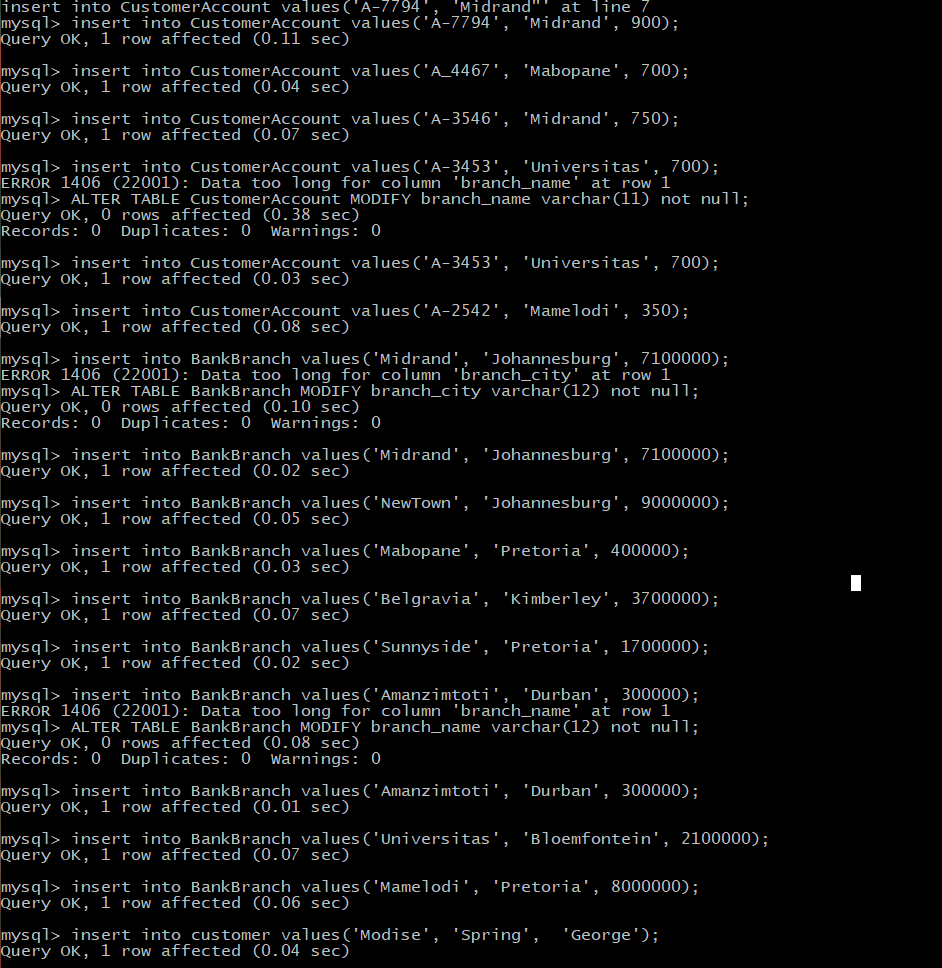 insert into CustomerAccount values('A-7794', 'Midrand"' at line 7
mysql> insert into CustomerAccount values('A-7794', 'Midrand', 900);
Query OK, 1 row affected (0.11 sec)
mysql> insert into CustomerAccount values('A_4467', 'Mabopane', 700);
Query OK, 1 row affected (0.04 sec)
mysql> insert into CustomerAccount values('A-3546', 'Midrand', 750);
Query OK, 1 row affected (0.07 sec)
mysql> insert into CustomerAccount values('A-3453', 'Universitas', 700);
ERROR 1406 (22001): Data too long for column 'branch_name' at row 1
mysql> ALTER TABLE CustomerAccount MODIFY branch_name varchar(11) not null;
Query OK, 0 rows affected (0.38 sec)
Records: 0  Duplicates: 0  Warnings: 0
mysql> insert into CustomerAccount values('A-3453', 'Universitas', 700);
Query OK, 1 row affected (0.03 sec)
mysql> insert into CustomerAccount values('A-2542', 'Mamelodi', 350);
Query OK, 1 row affected (0.08 sec)
mysql> insert into BankBranch values('Midrand', 'Johannesburg', 7100000);
ERROR 1406 (22001): Data too long for column 'branch_city' at row 1
mysql> ALTER TABLE BankBranch MODIFY branch_city varchar(12) not null;
Query OK, 0 rows affected (0.10 sec)
Records: 0  Duplicates: 0  Warnings: 0
mysql> insert into BankBranch values('Midrand', 'Johannesburg', 7100000);
Query OK, 1 row affected (0.02 sec)
mysql> insert into BankBranch values('NewTown', 'Johannesburg', 9000000);
Query OK, 1 row affected (0.05 sec)
mysql> insert into BankBranch values('Mabopane', 'Pretoria', 400000);
Query OK, 1 row affected (0.03 sec)
mysql> insert into BankBranch values('Belgravia', 'Kimberley', 3700000);
Query OK, 1 row affected (0.07 sec)
mysql> insert into BankBranch values('Sunnyside', 'Pretoria', 1700000);
Query OK, 1 row affected (0.02 sec)
mysql> insert into BankBranch values('Amanzimtoti', 'Durban', 300000);
ERROR 1406 (22001): Data too long for column 'branch_name' at row 1
mysql> ALTER TABLE BankBranch MODIFY branch_name varchar(12) not null;
Query OK, 0 rows affected (0.08 sec)
Records: 0  Duplicates: 0  Warnings: 0
mysql> insert into BankBranch values('Amanzimtoti', 'Durban', 300000);
Query OK, 1 row affected (0.01 sec)
mysql> insert into BankBranch values('Universitas', 'Bloemfontein', 2100000);
Query OK, 1 row affected (0.07 sec)
mysql> insert into BankBranch values('Mamelodi', 'Pretoria', 8000000);
Query OK, 1 row affected (0.06 sec)
mysql> insert into customer values('Modise', 'Spring',  'George');
Query OK, 1 row affected (0.04 sec)